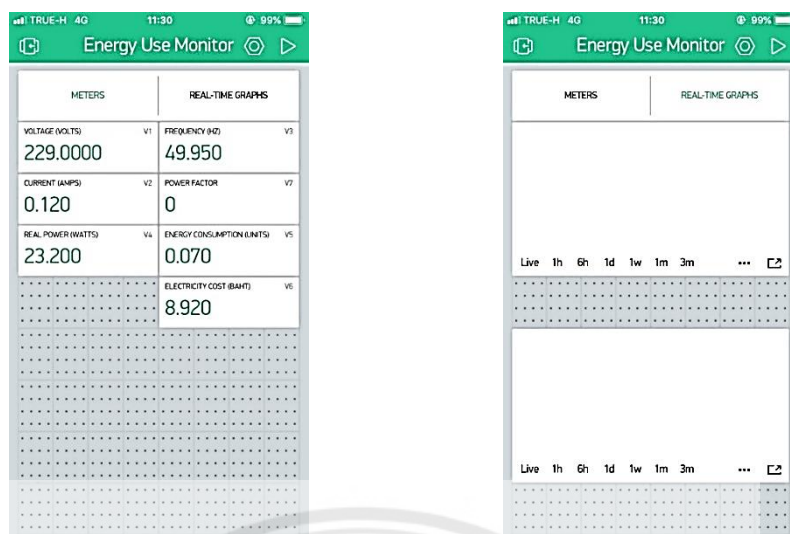 TRUE-H 4G 11:30 99%
Energy Use Monitor
METERS REAL-TIME GRAPHS
VOLTAGE (VOLTS) V1 FREQUENCY (HZ) V3
229.0000 49.950
CURRENT (AMPS) V2 POWER FACTOR V7
0.120 0
REAL POWER (WATTS) V4 ENERGY CONSUMPTION (UNITS) V5
23.200 0.070
ELECTRICITY COST (BAHT) V6
8.920
TRUE-H 4G 11:30 99%
Energy Use Monitor
METERS REAL-TIME GRAPHS
Live 1h 6h 1d 1w 1m 3m ...
Live 1h 6h 1d 1w 1m 3m ...